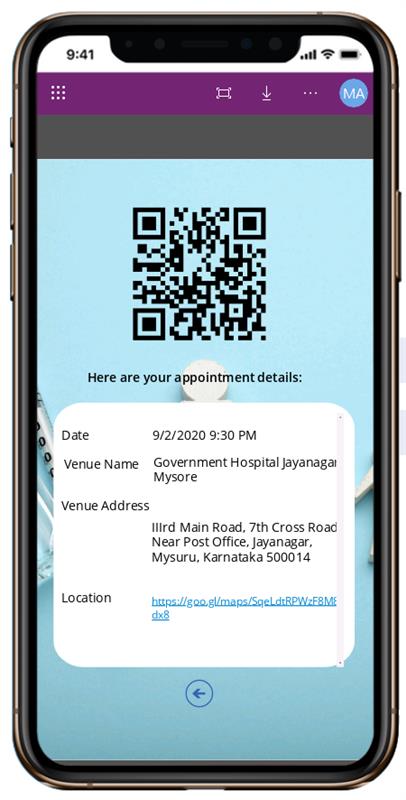 9:41
MA
Here are your appointment details:
Date 9/2/2020 9:30 PM
Venue Name Government Hospital Jayanagar
Mysore
Venue Address
IIIrd Main Road, 7th Cross Road
Near Post Office, Jayanagar,
Mysuru, Karnataka 500014
Location https://goo.gl/maps/SqeLdtRPWzF8M
dx8